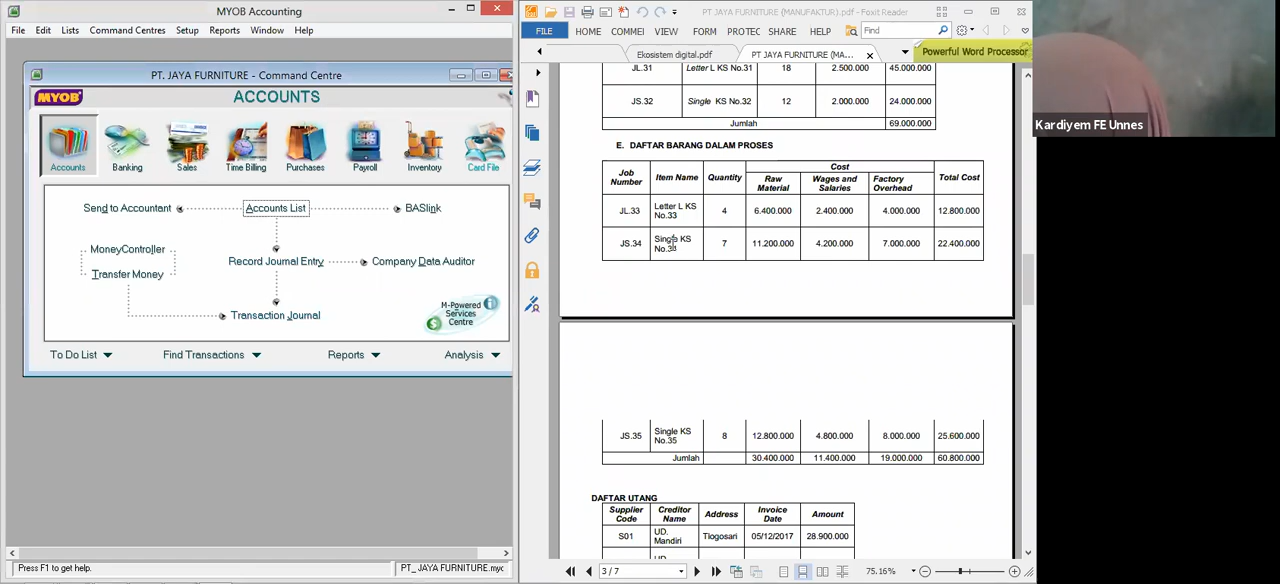 MYOB Accounting
File Edit Lists Command Centres Setup Reports Window Help
PT. JAYA FURNITURE - Command Centre
MYOB ACCOUNTS
Accounts Banking Sales Time Billing Purchases Payroll Inventory Card File
Send to Accountant Accounts List BASlink
MoneyController
Record Journal Entry Company Data Auditor
Transfer Money
M-Powered
Services
Centre
Transaction Journal
To Do List Find Transactions Reports Analysis
Press F1 to get help. PT_ JAYA FURNITURE.myo
PT JAYA FURNITURE (MANUFAKTUR).pdf - Foxit Reader
FILE HOME COMMEI VIEW FORM PROTEC SHARE HELP Find
Ekosistem digital.pdf PT JAYA FURNITURE (MA... Powerful Word Processor
JL.31 Letter L KS No.31 18 2.500.000 45.000.000
JS.32 Single KS No.32 12 2.000.000 24.000.000
Jumlah 69.000.000
E. DAFTAR BARANG DALAM PROSES
Job Number Item Name Quantity Cost Total Cost
Raw Material Wages and Salaries Factory Overhead
JL.33 Letter L KS No.33 4 6.400.000 2.400.000 4.000.000 12.800.000
JS.34 Single KS 7 11.200.000 4.200.000 7.000.000 22.400.000
JS.35 Single KS No.35 8 12.800.000 4.800.000 8.000.000 25.600.000
Jumlah 30.400.000 11.400.000 19.000.000 60.800.000
DAFTAR UTANG
Supplier Code Creditor Name Address Invoice Date Amount
S01 UD. Mandiri Tlogosari 05/12/2017 28.900.000
3 / 7 75.16%
Kardiyem FE Unnes